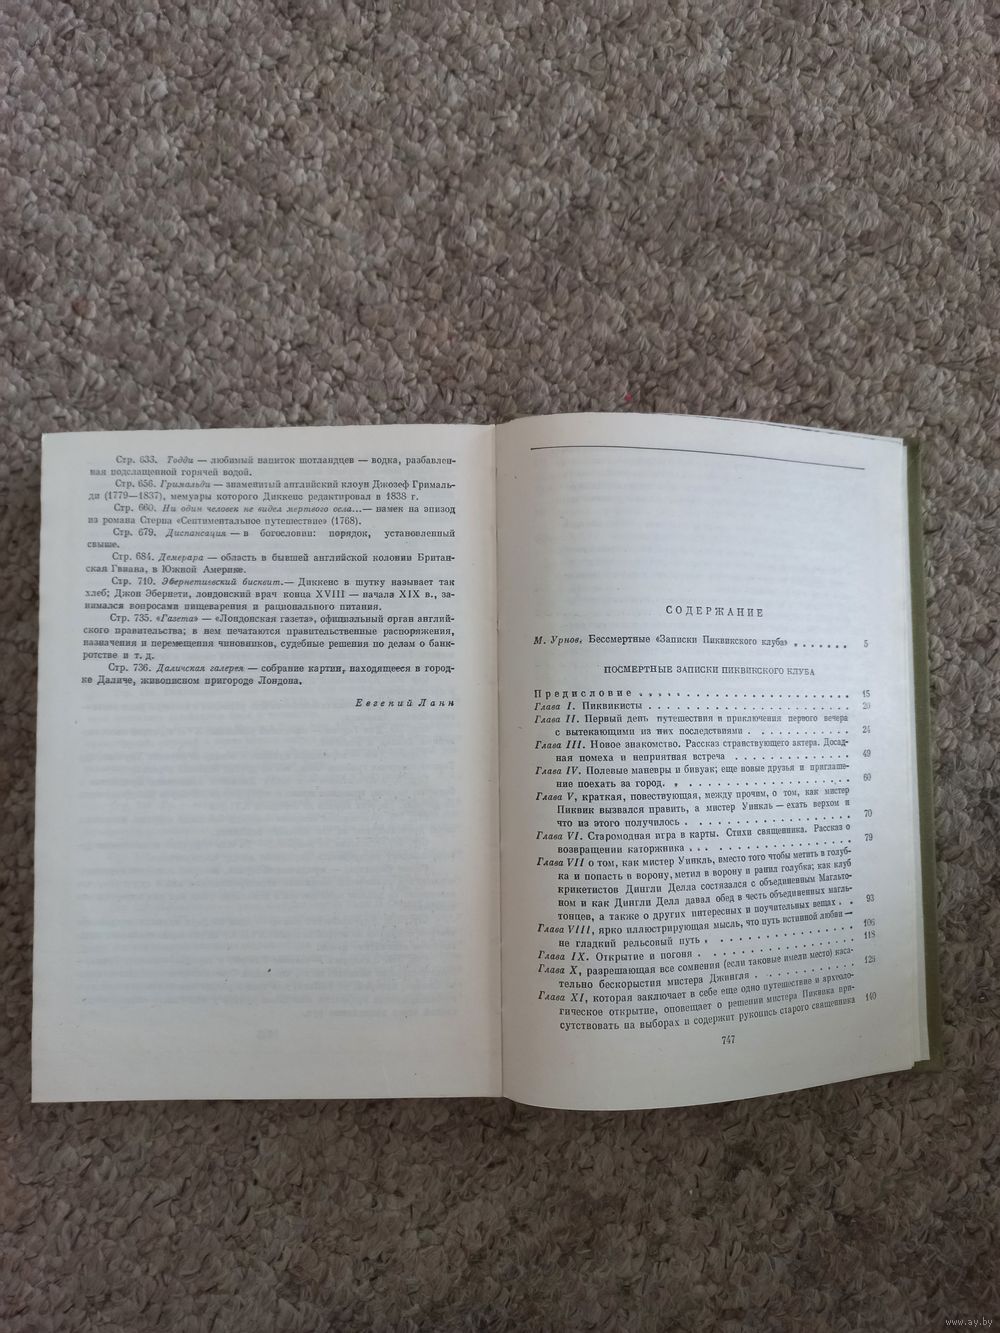 Стр. 633. Тодди — любимый напиток шотландцев — водка, разбавлен-
ная подслащенной горячей водой.
Стр. 656. Гримальди — знаменитый английский клоун Джозеф Грималь-
ди (1779—1837), мемуары которого Диккенс редактировал в 1838 г.
Стр. 660. Ни один человек не видел мертвого осла...— намек на эпизод
из романа Стерна «Сентиментальное путешествие» (1768).
Стр. 679. Диспансация — в богословии: порядок, установленный
свыше.
Стр. 684. Демерара — область в бывшей английской колонии Британ-
ская Гвиана, в Южной Америке.
Стр. 710. Эбернетиевский бисквит.— Диккенс в шутку называет так
хлеб; Джон Эбернети, лондонский врач конца XVIII — начала XIX в., за-
нимался вопросами пищеварения и рационального питания.
Стр. 735. «Газета» — «Лондонская газета», официальный орган англий-
ского правительства; в нем печатаются правительственные распоряжения,
назначения и перемещения чиновников, судебные решения по делам о банк-
ротстве и т. д.
Стр. 736. Даличская галерея — собрание картин, находящееся в город-
ке Даличе, живописном пригороде Лондона.
Евгений Ланн
СОДЕРЖАНИЕ
М. Урнов. Бессмертные «Записки Пиквикского клуба» . . . . . . . 5
ПОСМЕРТНЫЕ ЗАПИСКИ ПИКВИКСКОГО КЛУБА
Предисловие . . . . . . . . . . . . . . . . . . . . . 15
Глава I. Пиквикисты . . . . . . . . . . . . . . . . . . . 20
Глава II. Первый день путешествия и приключения первого вечера
с вытекающими из них последствиями . . . . . . . . . . . 24
Глава III. Новое знакомство. Рассказ странствующего актера. Досад-
ная помеха и неприятная встреча . . . . . . . . . . . . 49
Глава IV. Полевые маневры и бивуак; еще новые друзья и приглаше-
ние поехать за город. . . . . . . . . . . . . . . . . . 60
Глава V, краткая, повествующая, между прочим, о том, как мистер
Пиквик вызвался править, а мистер Уинкль — ехать верхом и
что из этого получилось . . . . . . . . . . . . . . . . 70
Глава VI. Старомодная игра в карты. Стихи священника. Рассказ о
возвращении каторжника . . . . . . . . . . . . . . . . 79
Глава VII о том, как мистер Уинкль, вместо того чтобы метить в голуб-
ка и попасть в ворону, метил в ворону и ранил голубка; как клуб
крикетистов Дингли Делла состязался с объединенным Магльто-
ном и как Дингли Делл давал обед в честь объединенных магль-
тонцев, а также о других интересных и поучительных вещах . . 93
Глава VIII, ярко иллюстрирующая мысль, что путь истинной любви —
не гладкий рельсовый путь . . . . . . . . . . . . . . . 106
Глава IX. Открытие и погоня . . . . . . . . . . . . . . . 118
Глава X, разрешающая все сомнения (если таковые имели место) каса-
тельно бескорыстия мистера Джингля . . . . . . . . . . . 126
Глава XI, которая заключает в себе еще одно путешествие и археоло-
гическое открытие, оповещает о решении мистера Пиквика при-
сутствовать на выборах и содержит рукопись старого священника 140
747
www.ay.by